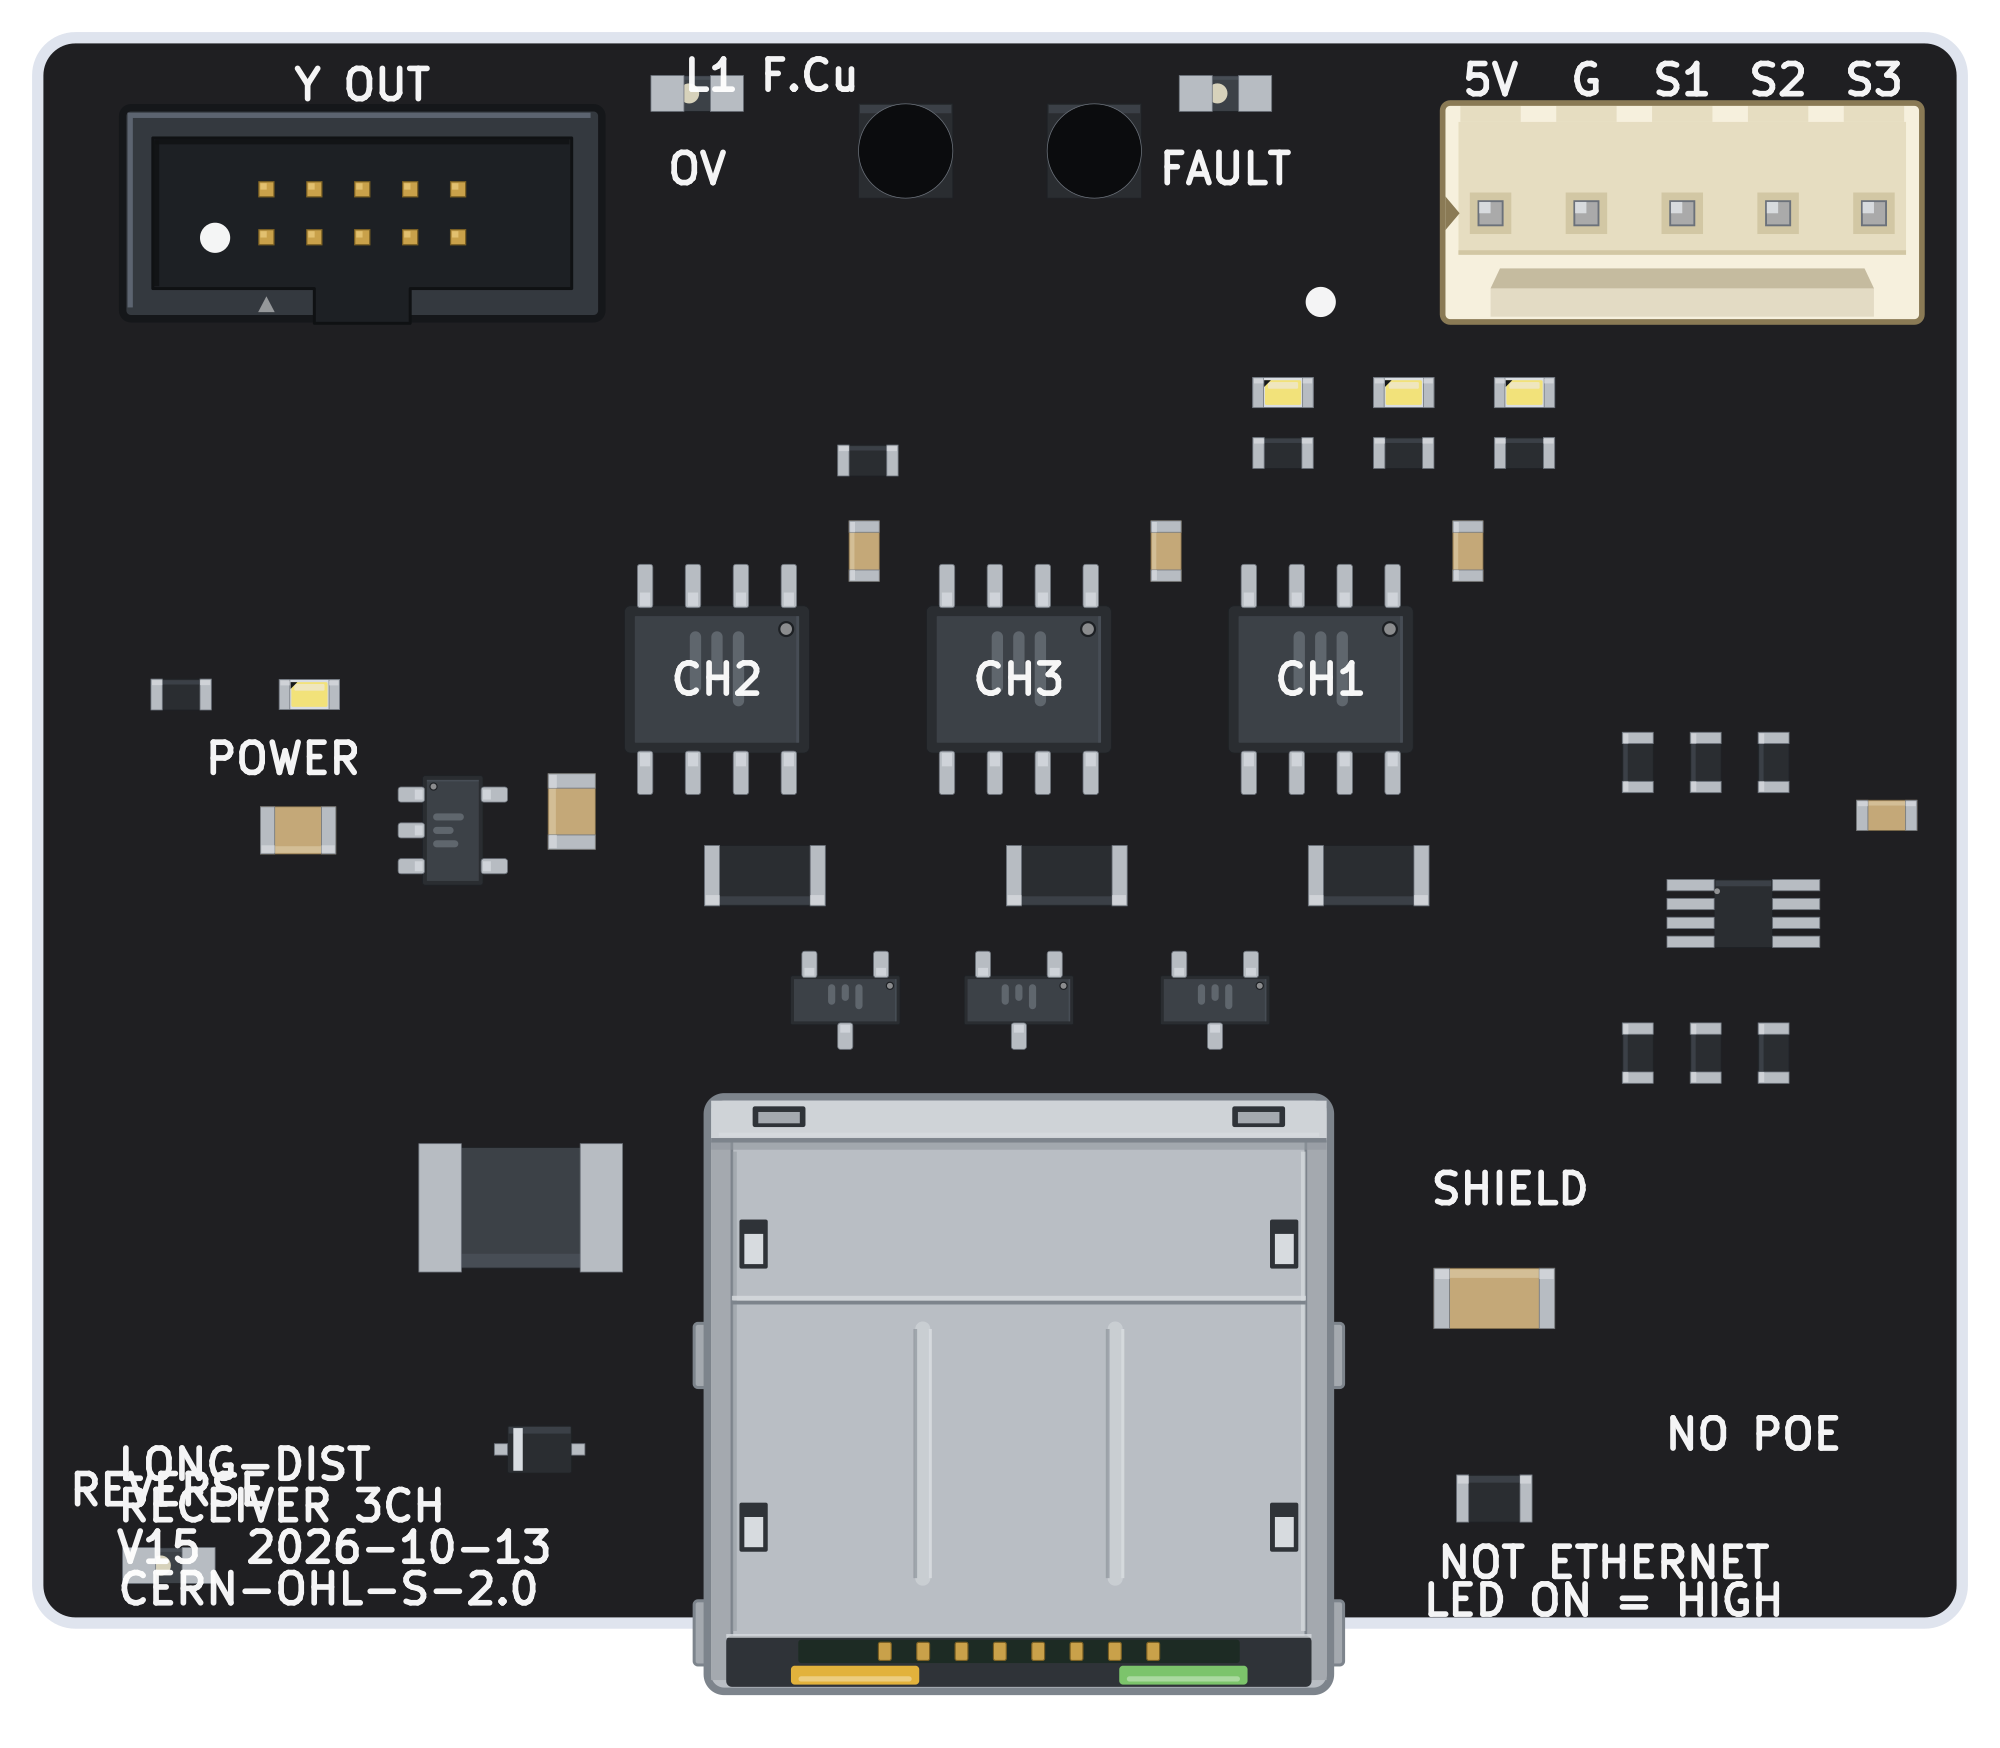 Y OUT
L1 F.Cu
5V G S1 S2 S3
OV
FAULT
CH2
CH3
CH1
POWER
SHIELD
NO POE
LONG-DIST
REVERSE
RECEIVER 3CH
V15 2026-10-13
CERN-OHL-S-2.0
NOT ETHERNET
LED ON = HIGH